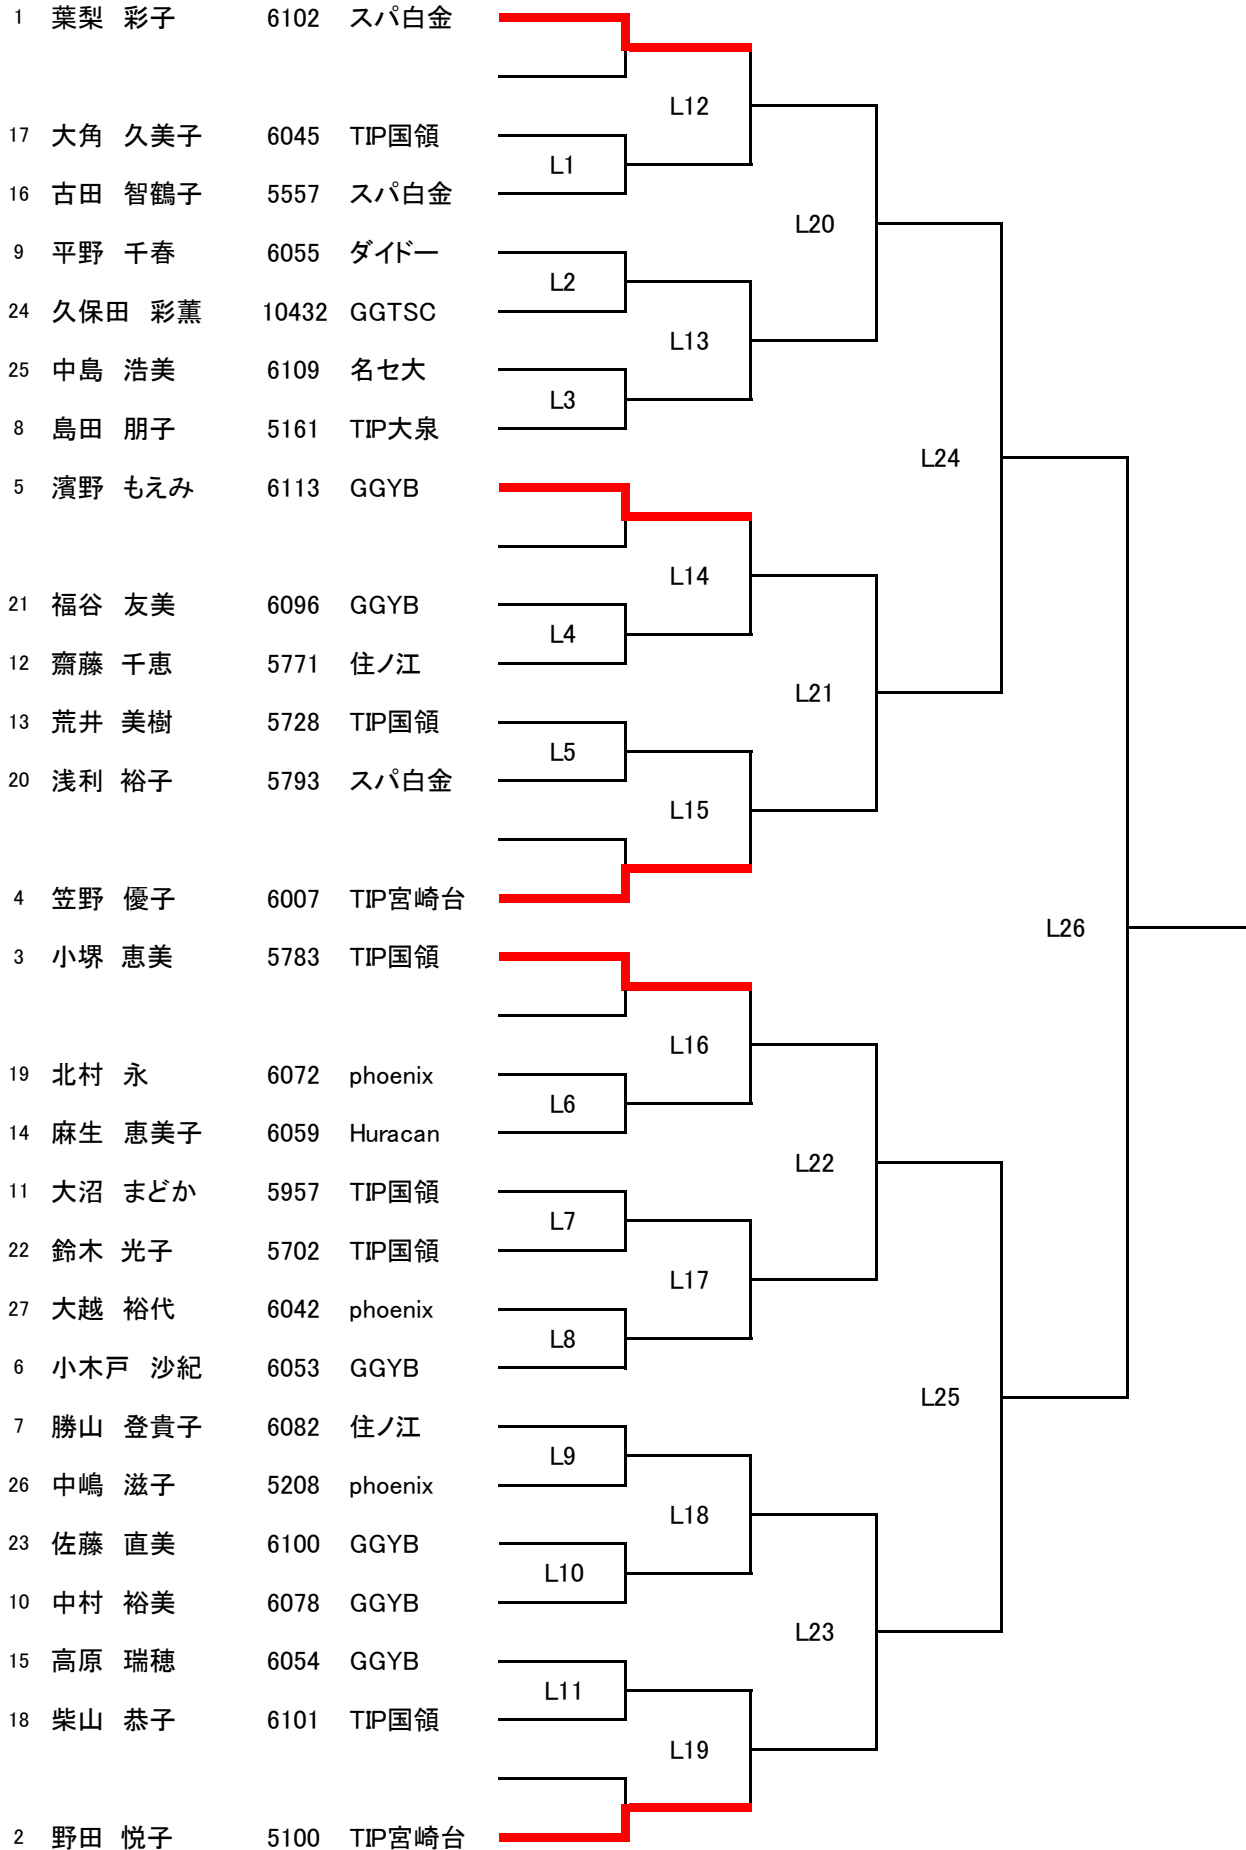 1 葉梨 彩子 6102 スパ白金
L12
17 大角 久美子 6045 TIP国領
L1
16 古田 智鶴子 5557 スパ白金
L20
9 平野 千春 6055 ダイドー
L2
24 久保田 彩薫 10432 GGTSC
L13
25 中島 浩美 6109 名セ大
L3
8 島田 朋子 5161 TIP大泉
L24
5 濱野 もえみ 6113 GGYB
L14
21 福谷 友美 6096 GGYB
L4
12 齋藤 千恵 5771 住ノ江
L21
13 荒井 美樹 5728 TIP国領
L5
20 浅利 裕子 5793 スパ白金
L15
4 笠野 優子 6007 TIP宮崎台
L26
3 小堺 恵美 5783 TIP国領
L16
19 北村 永 6072 phoenix
L6
14 麻生 恵美子 6059 Huracan
L22
11 大沼 まどか 5957 TIP国領
L7
22 鈴木 光子 5702 TIP国領
L17
27 大越 裕代 6042 phoenix
L8
6 小木戸 沙紀 6053 GGYB
L25
7 勝山 登貴子 6082 住ノ江
L9
26 中嶋 滋子 5208 phoenix
L18
23 佐藤 直美 6100 GGYB
L10
10 中村 裕美 6078 GGYB
L23
15 高原 瑞穂 6054 GGYB
L11
18 柴山 恭子 6101 TIP国領
L19
2 野田 悦子 5100 TIP宮崎台